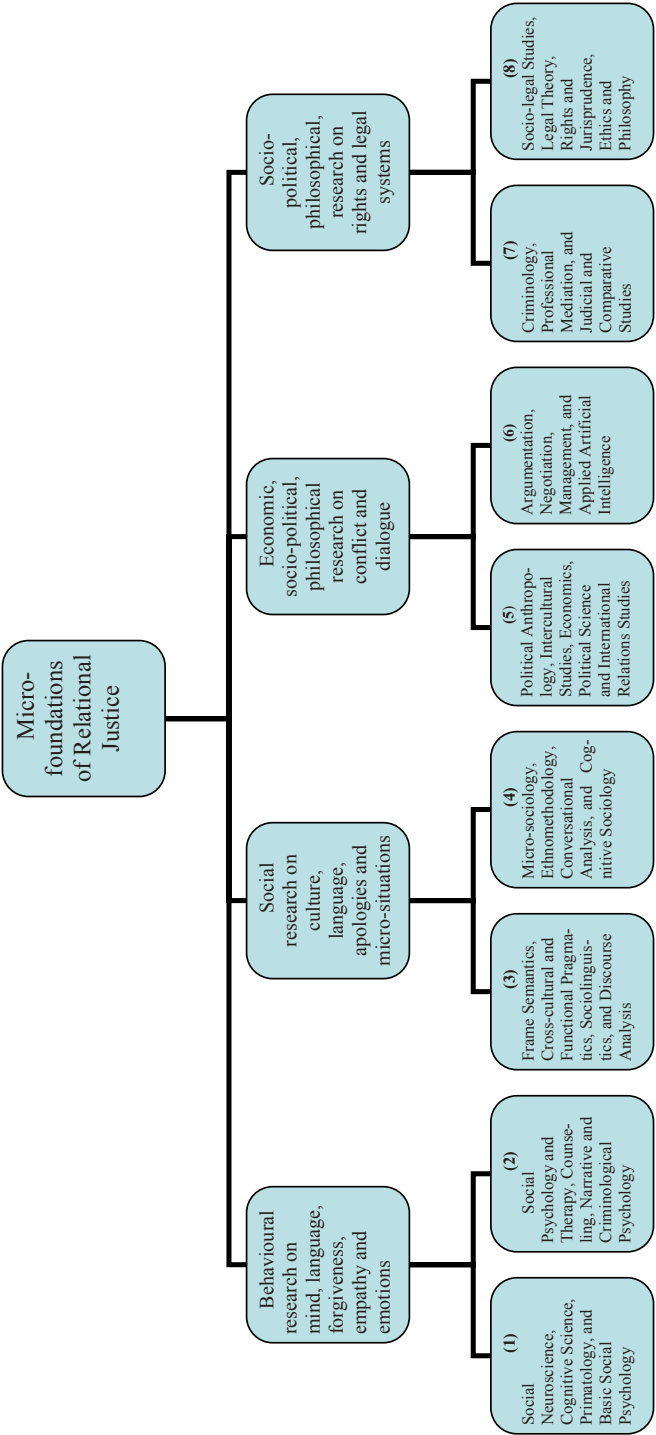 Micro-
foundations
of Relational
Justice
Behavioural
research on
mind, language,
forgiveness,
empathy and
emotions
Social
research on
culture,
language,
apologies and
micro-situations
Economic,
socio-political,
philosophical
research on
conflict and
dialogue
Socio-
political,
philosophical,
research on
rights and legal
systems
(1)
Social
Neuroscience,
Cognitive Science,
Primatology, and
Basic Social
Psychology
(2)
Social
Psychology and
Therapy, Counse-
ling, Narrative and
Criminological
Psychology
(3)
Frame Semantics,
Cross-cultural and
Functional Pragma-
tics, Sociolinguis-
tics, and Discourse
Analysis
(4)
Micro-sociology,
Ethnomethodology,
Conversational
Analysis, and Cog-
nitive Sociology
(5)
Political Anthropo-
logy, Intercultural
Studies, Economics,
Political Science
and International
Relations Studies
(6)
Argumentation,
Negotiation,
Management, and
Applied Artificial
Intelligence
(7)
Criminology,
Professional
Mediation, and
Judicial and
Comparative
Studies
(8)
Socio-legal Studies,
Legal Theory,
Rights and
Jurisprudence,
Ethics and
Philosophy